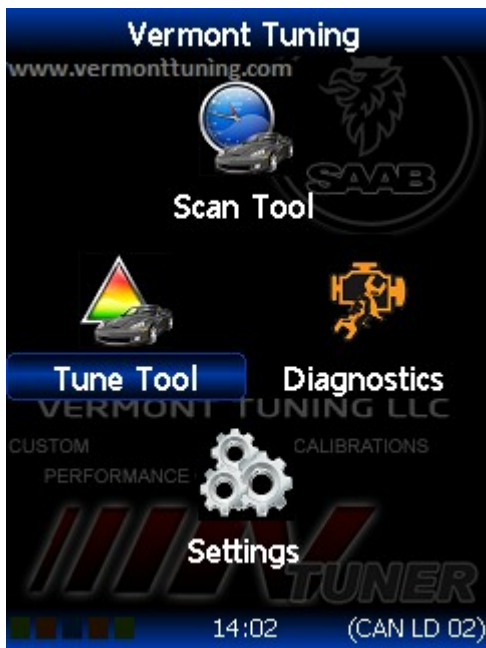 Vermont Tuning
www.vermonttuning.com
SAAB
Scan Tool
Tune Tool
Diagnostics
VERMONT TUNING LLC
CUSTOM
CALIBRATIONS
PERFORMANCE
Settings
TUNER
14:02
(CAN LD 02)